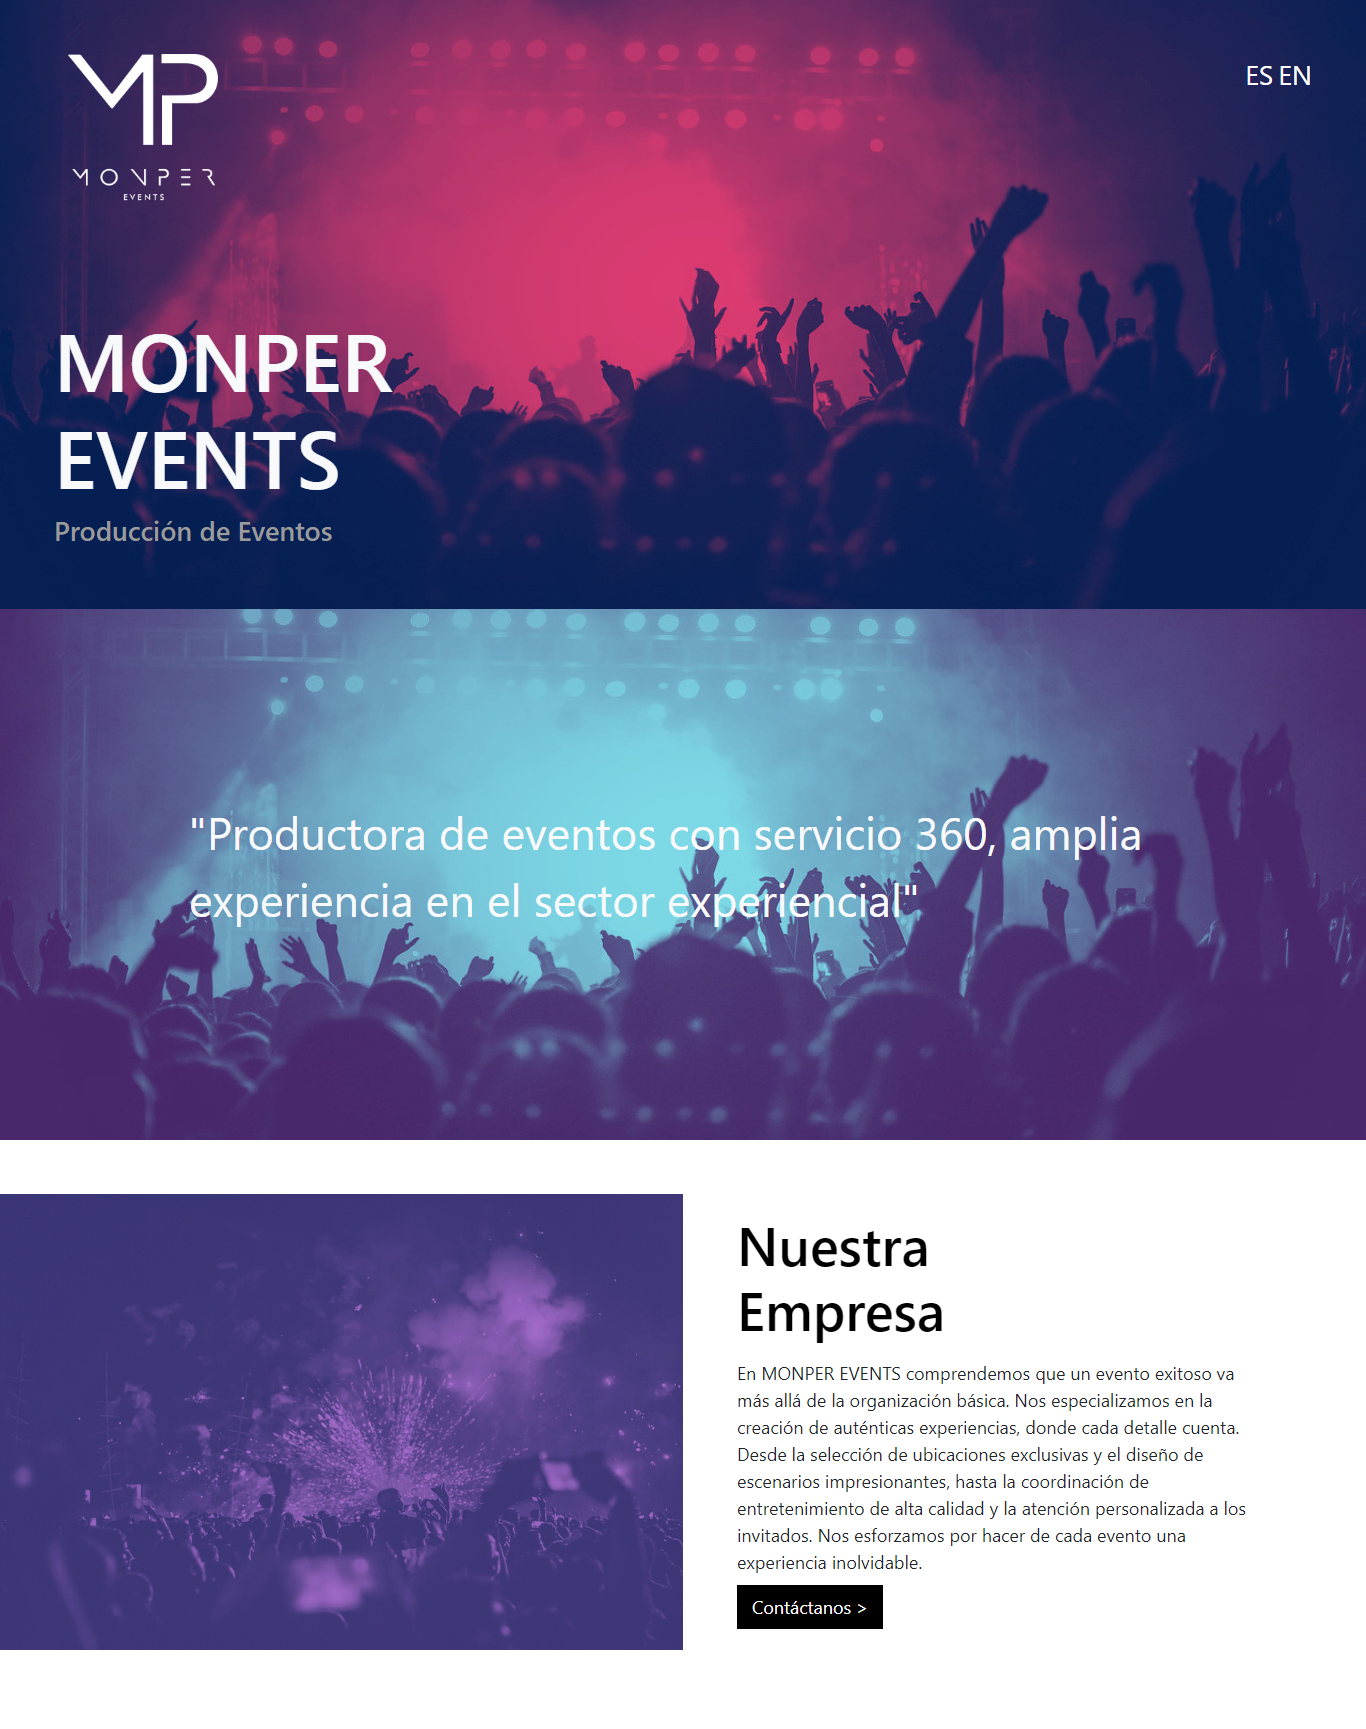 MP
MONPER
EVENTS
ES EN
MONPER
EVENTS
Producción de Eventos
"Productora de eventos con servicio 360, amplia
experiencia en el sector experiencial"
Nuestra
Empresa
En MONPER EVENTS comprendemos que un evento exitoso va
más allá de la organización básica. Nos especializamos en la
creación de auténticas experiencias, donde cada detalle cuenta.
Desde la selección de ubicaciones exclusivas y el diseño de
escenarios impresionantes, hasta la coordinación de
entretenimiento de alta calidad y la atención personalizada a los
invitados. Nos esforzamos por hacer de cada evento una
experiencia inolvidable.
Contáctanos >